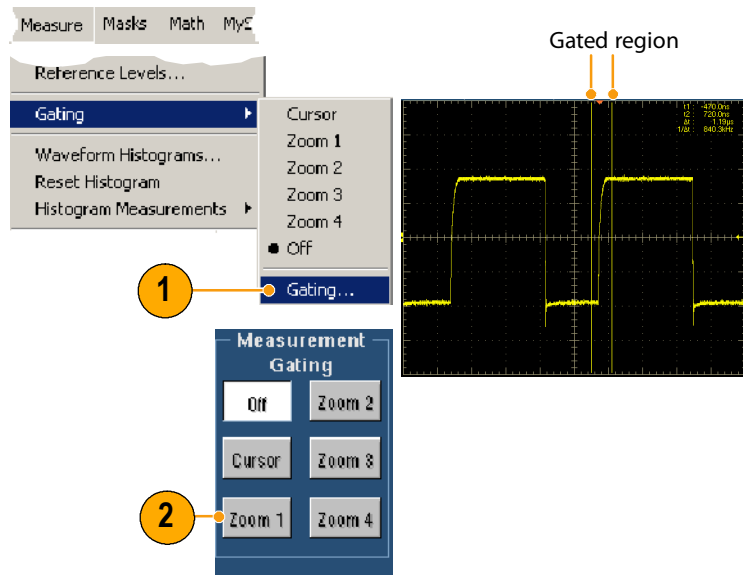 Measure Masks Math MyS
Reference Levels...
Gating
Waveform Histograms...
Reset Histogram
Histogram Measurements
Cursor
Zoom 1
Zoom 2
Zoom 3
Zoom 4
Off
Gating...
1
Gated region
t1 : -470.0ns
t2 : 720.0ns
Δt : 1.19µs
1/Δt : 840.3kHz
Measurement
Gating
Off Zoom 2
Cursor Zoom 3
2
Zoom 1 Zoom 4